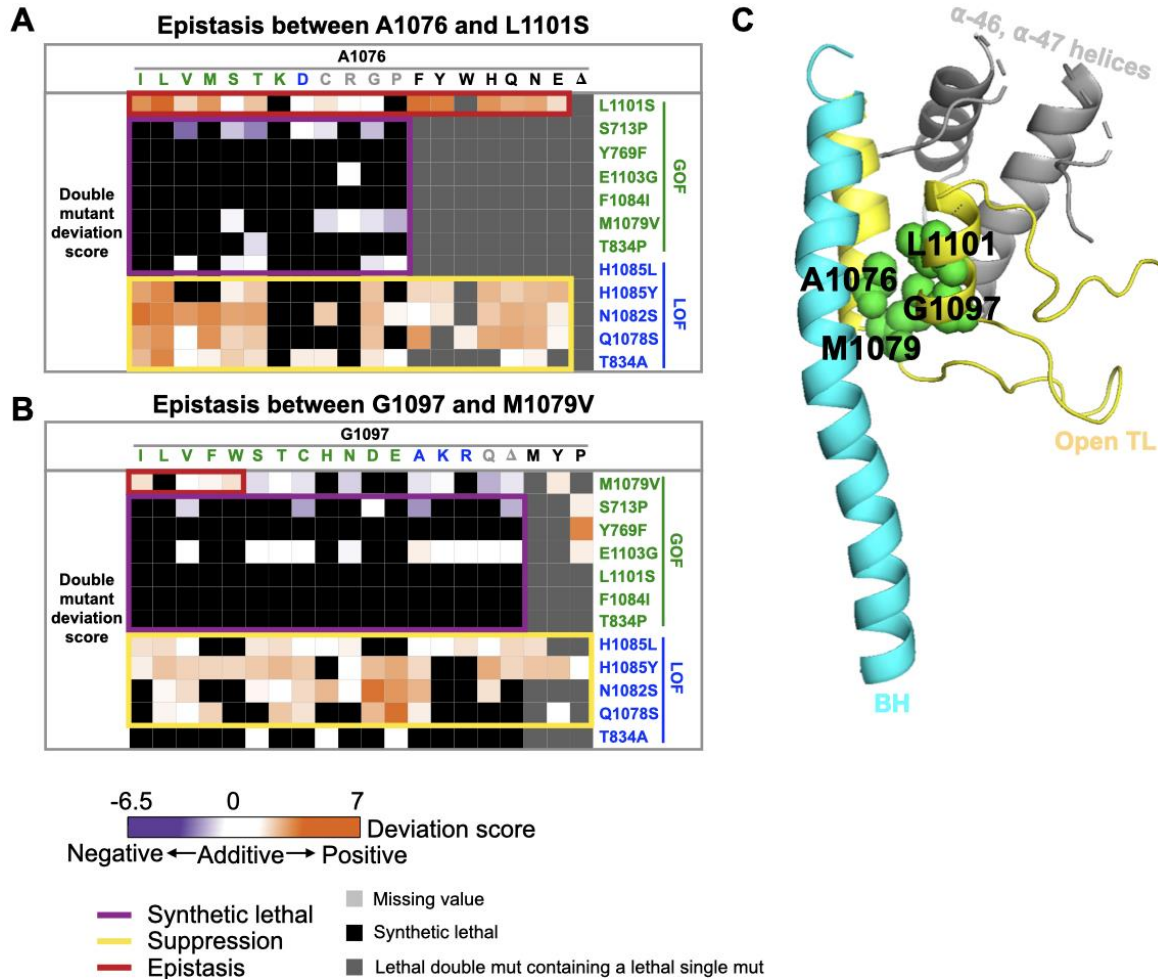 A
Epistasis between A1076 and L1101S
A1076
I L V M S T K D C R G P F Y W H Q N E Δ
Double
mutant
deviation
score
L1101S
S713P
Y769F
E1103G
F1084I
M1079V
T834P
GOF
H1085L
H1085Y
N1082S
Q1078S
T834A
LOF
B
Epistasis between G1097 and M1079V
G1097
I L V F W S T C H N D E A K R Q Δ M Y P
Double
mutant
deviation
score
M1079V
S713P
Y769F
E1103G
L1101S
F1084I
T834P
GOF
H1085L
H1085Y
N1082S
Q1078S
T834A
LOF
-6.5 0 7
Deviation score
Negative ← Additive → Positive
Synthetic lethal
Suppression
Epistasis
Missing value
Synthetic lethal
Lethal double mut containing a lethal single mut
C
α-46, α-47 helices
L1101
A1076
G1097
M1079
Open TL
BH